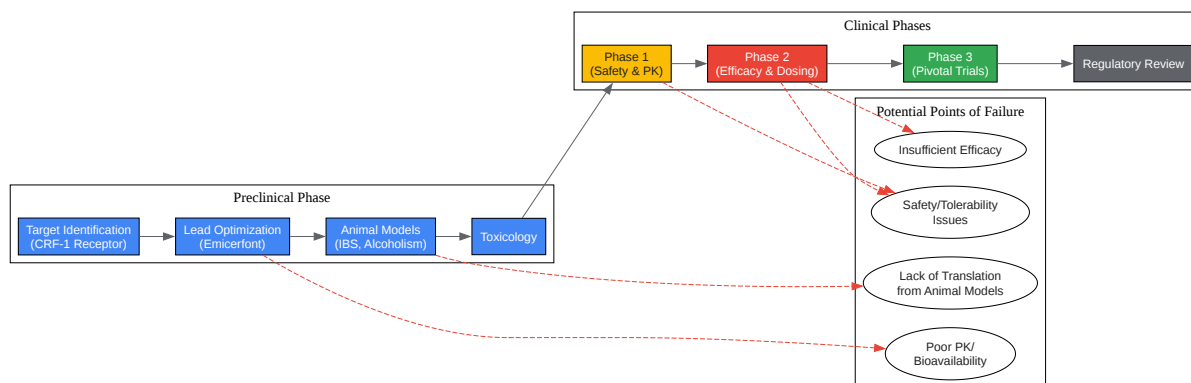 Clinical Phases
Phase 1
(Safety & PK)
Phase 2
(Efficacy & Dosing)
Phase 3
(Pivotal Trials)
Regulatory Review
Potential Points of Failure
Insufficient Efficacy
Safety/Tolerability
Issues
Lack of Translation
from Animal Models
Poor PK/
Bioavailability
Preclinical Phase
Target Identification
(CRF-1 Receptor)
Lead Optimization
(Emicerfont)
Animal Models
(IBS, Alcoholism)
Toxicology